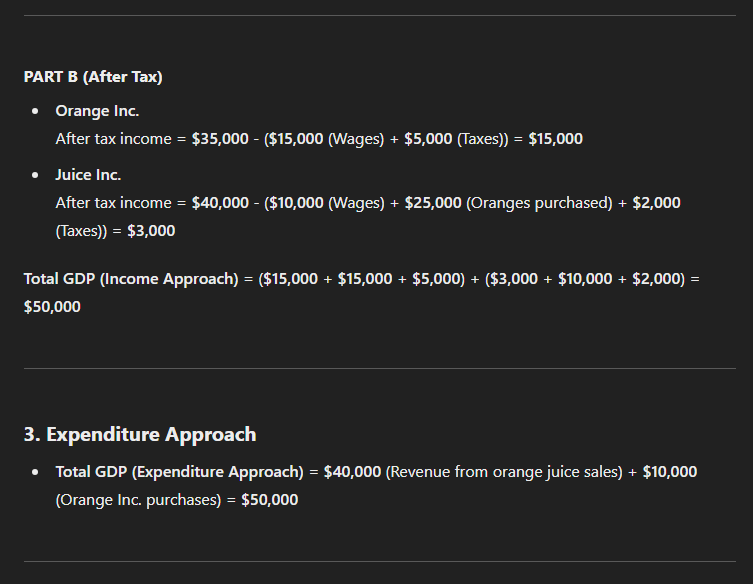 PART B (After Tax)
• Orange Inc.
After tax income = $35,000 - ($15,000 (Wages) + $5,000 (Taxes)) = $15,000
• Juice Inc.
After tax income = $40,000 - ($10,000 (Wages) + $25,000 (Oranges purchased) + $2,000
(Taxes)) = $3,000
Total GDP (Income Approach) = ($15,000 + $15,000 + $5,000) + ($3,000 + $10,000 + $2,000) =
$50,000
3. Expenditure Approach
• Total GDP (Expenditure Approach) = $40,000 (Revenue from orange juice sales) + $10,000
(Orange Inc. purchases) = $50,000